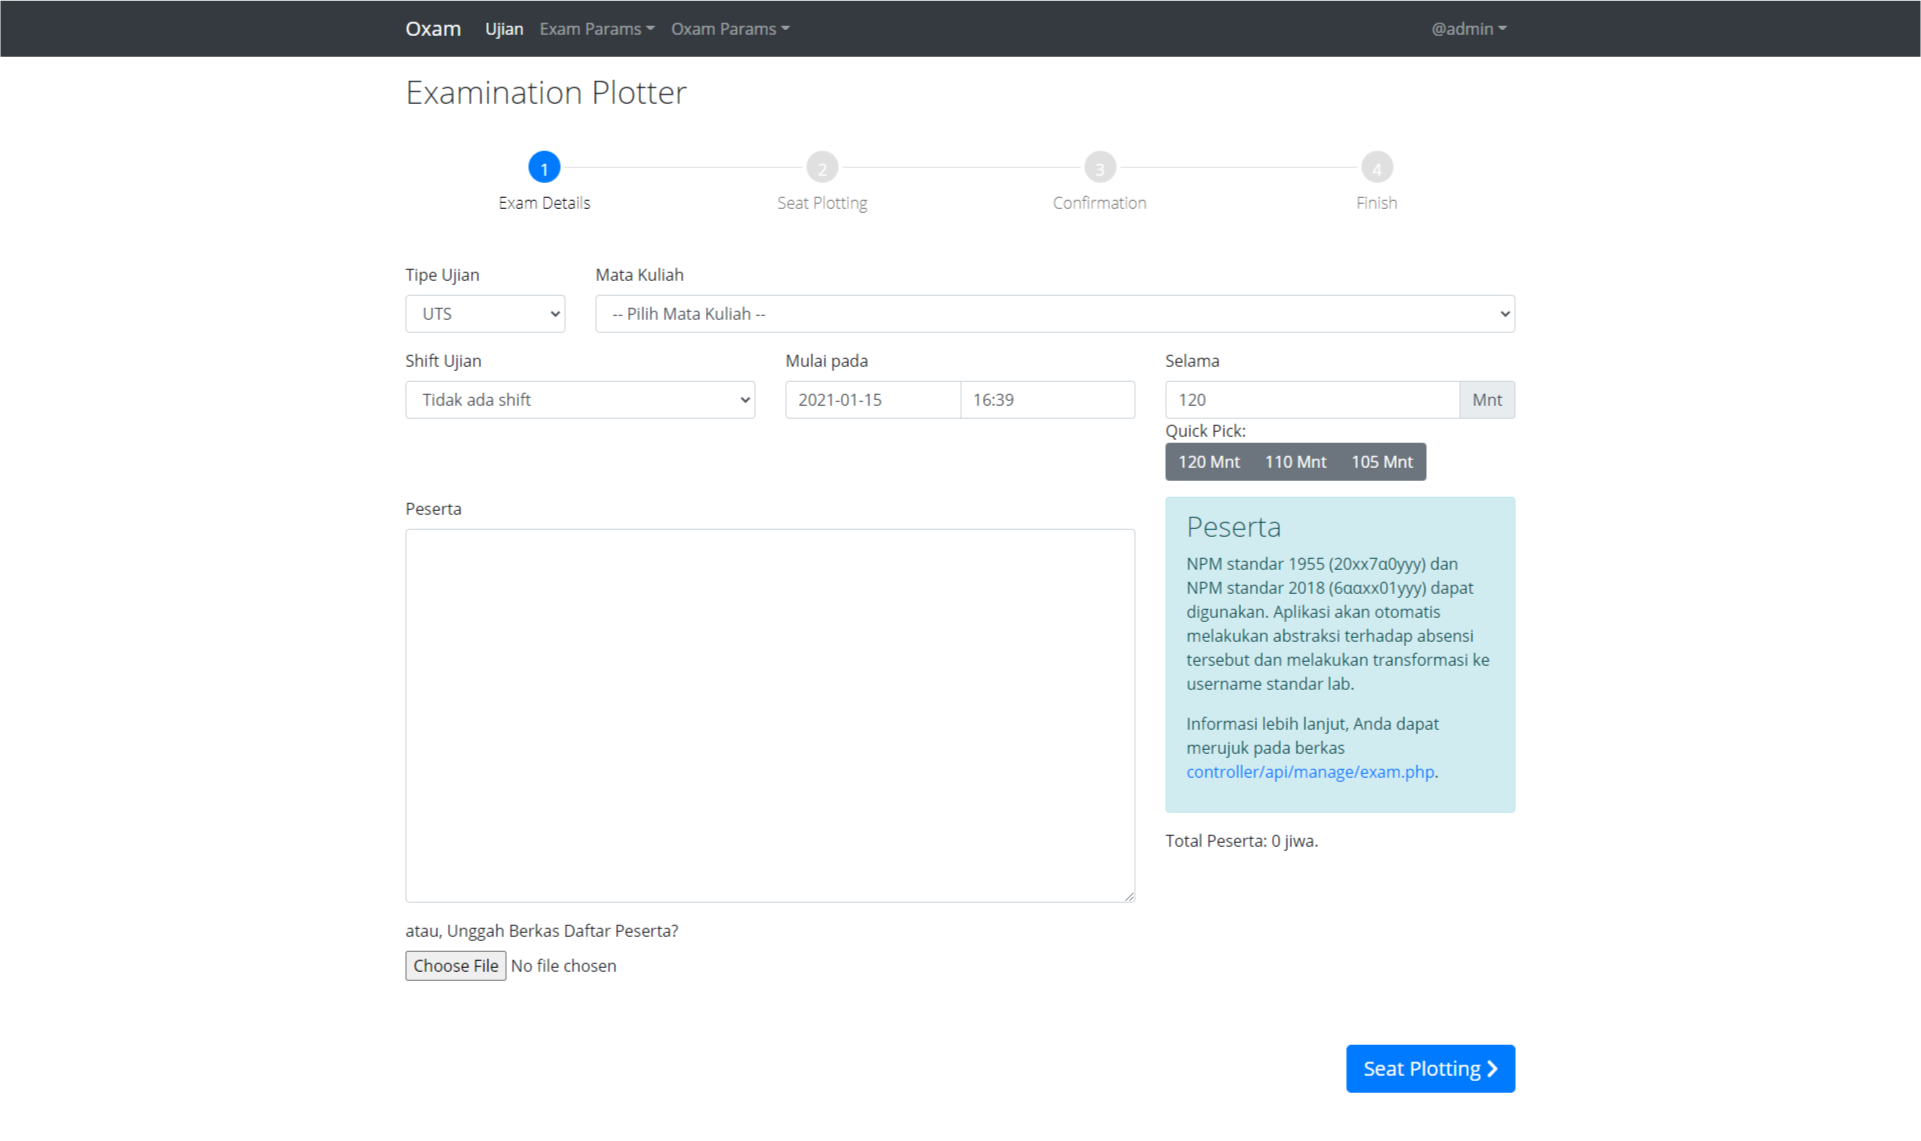 Oxam Ujian Exam Params Oxam Params @admin
Examination Plotter
1 2 3 4
Exam Details Seat Plotting Confirmation Finish
Tipe Ujian Mata Kuliah
UTS -- Pilih Mata Kuliah --
Shift Ujian Mulai pada Selama
Tidak ada shift 2021-01-15 16:39 120 Mnt
Quick Pick:
120 Mnt 110 Mnt 105 Mnt
Peserta
Peserta
NPM standar 1955 (20xx7α0yyy) dan
NPM standar 2018 (6ααxx01yyy) dapat
digunakan. Aplikasi akan otomatis
melakukan abstraksi terhadap absensi
tersebut dan melakukan transformasi ke
username standar lab.
Informasi lebih lanjut, Anda dapat
merujuk pada berkas
controller/api/manage/exam.php.
Total Peserta: 0 jiwa.
atau, Unggah Berkas Daftar Peserta?
Choose File No file chosen
Seat Plotting